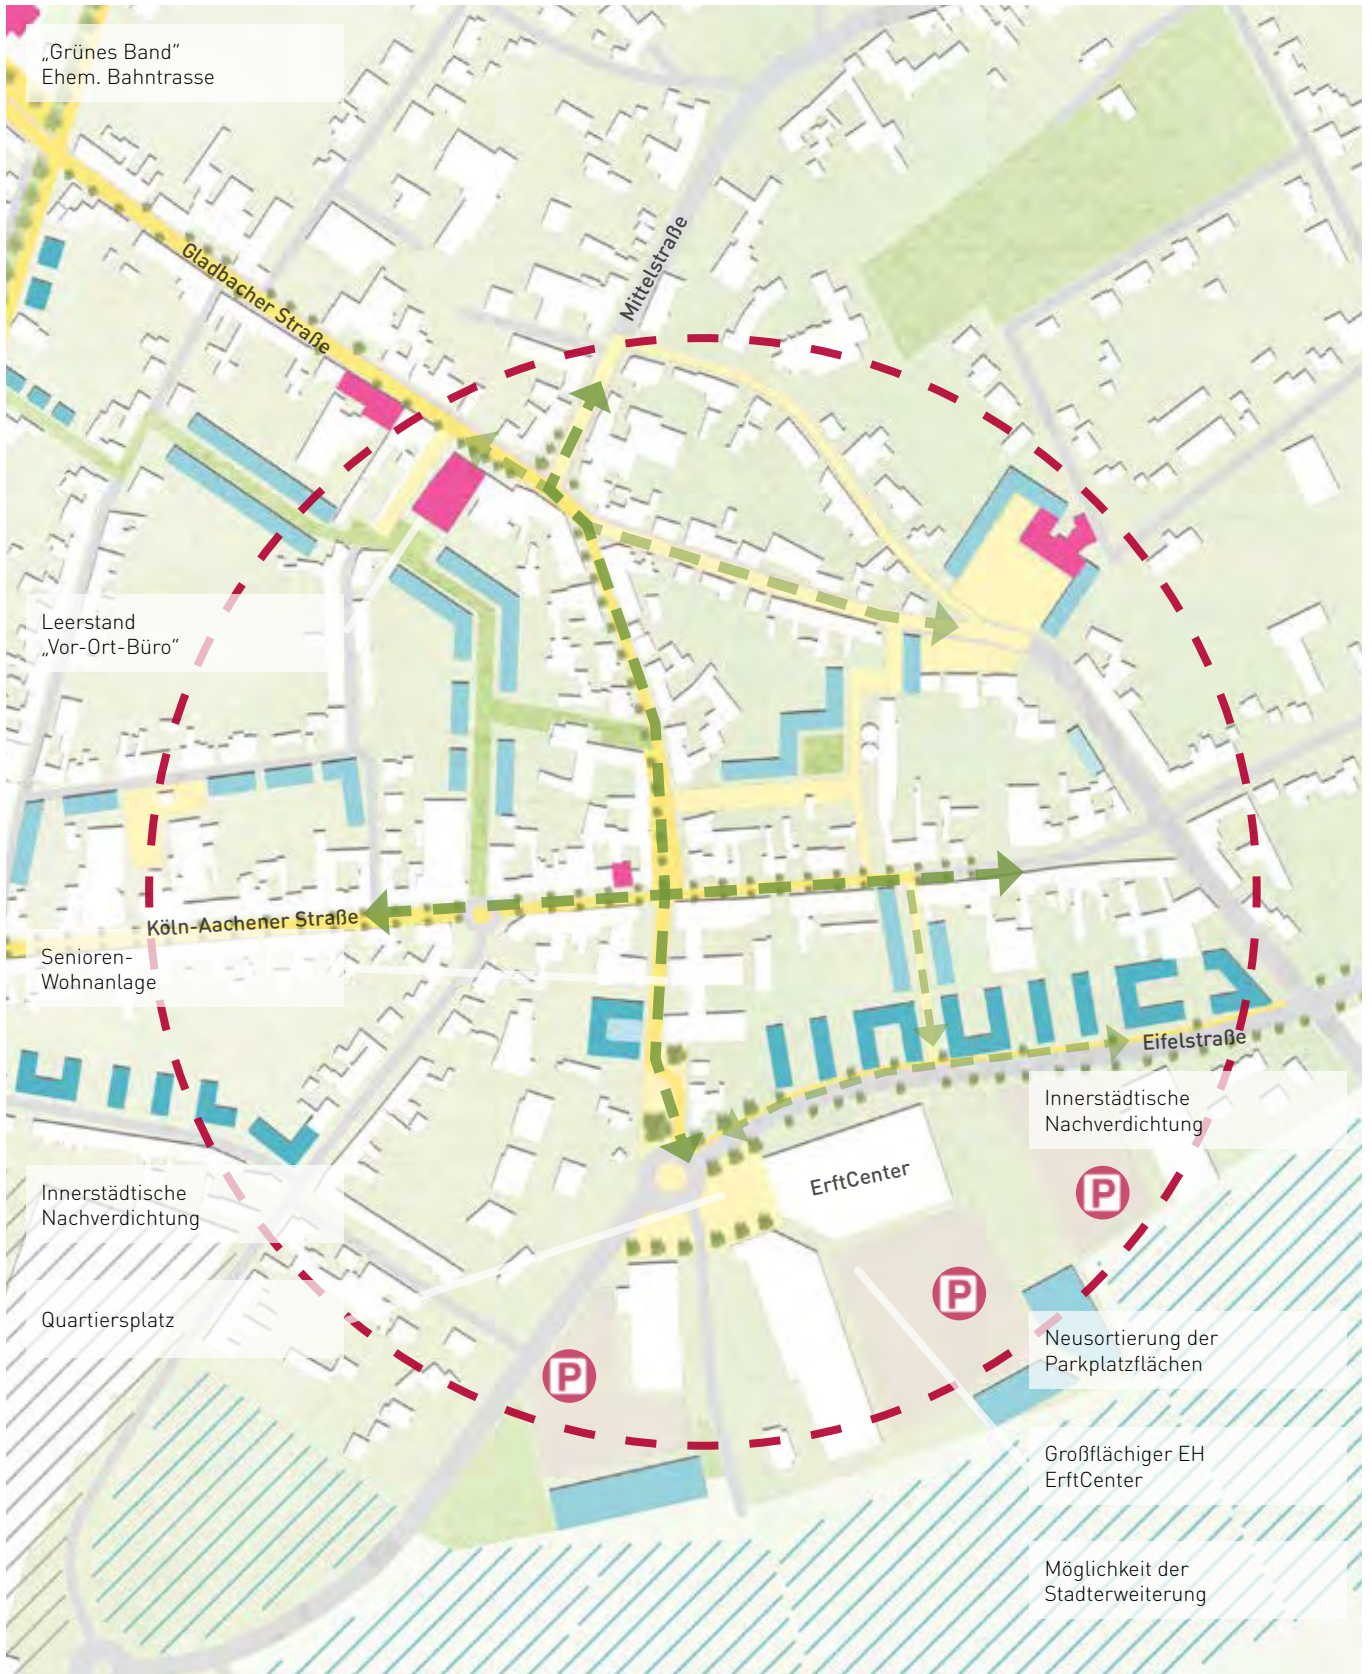 „Grünes Band“
Ehem. Bahntrasse
Gladbacher Straße
Mittelstraße
Leerstand
„Vor-Ort-Büro“
Köln-Aachener Straße
Senioren-
Wohnanlage
Eifelstraße
Innerstädtische
Nachverdichtung
ErftCenter
P
Innerstädtische
Nachverdichtung
P
Quartiersplatz
Neusortierung der
Parkplatzflächen
P
Großflächiger EH
ErftCenter
Möglichkeit der
Stadterweiterung